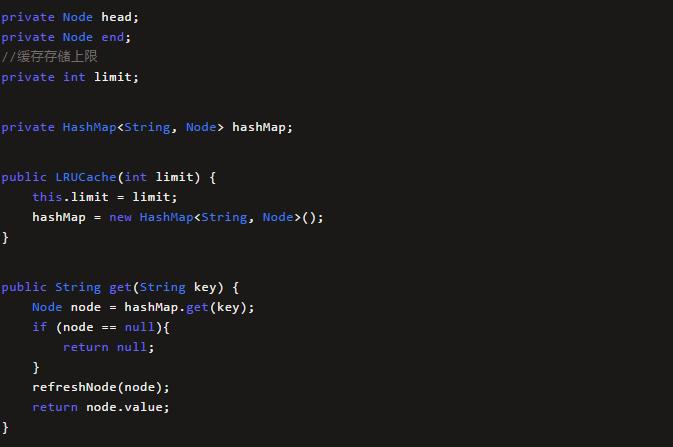 private Node head;
private Node end;
//缓存存储上限
private int limit;
private HashMap<String, Node> hashMap;
public LRUCache(int limit) {
    this.limit = limit;
    hashMap = new HashMap<String, Node>();
}
public String get(String key) {
    Node node = hashMap.get(key);
    if (node == null){
        return null;
    }
    refreshNode(node);
    return node.value;
}